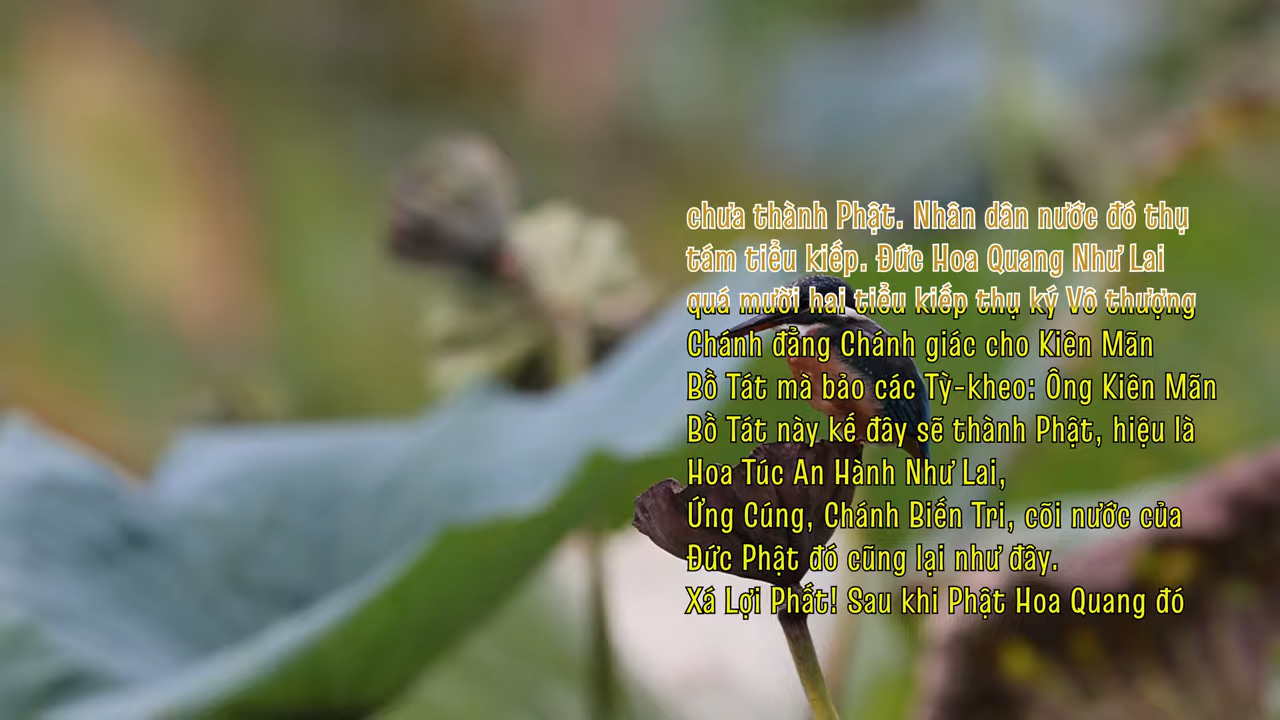 chưa thành Phật. Nhân dân nước đó thụ
tám tiểu kiếp. Đức Hoa Quang Như Lai
quá mười hai tiểu kiếp thụ ký Vô thượng
Chánh đẳng Chánh giác cho Kiên Mãn
Bồ Tát mà bảo các Tỳ-kheo: Ông Kiên Mãn
Bồ Tát này kế đây sẽ thành Phật, hiệu là
Hoa Túc An Hành Như Lai,
Ứng Cúng, Chánh Biến Tri, cõi nước của
Đức Phật đó cũng lại như đây.
Xá Lợi Phất! Sau khi Phật Hoa Quang đó